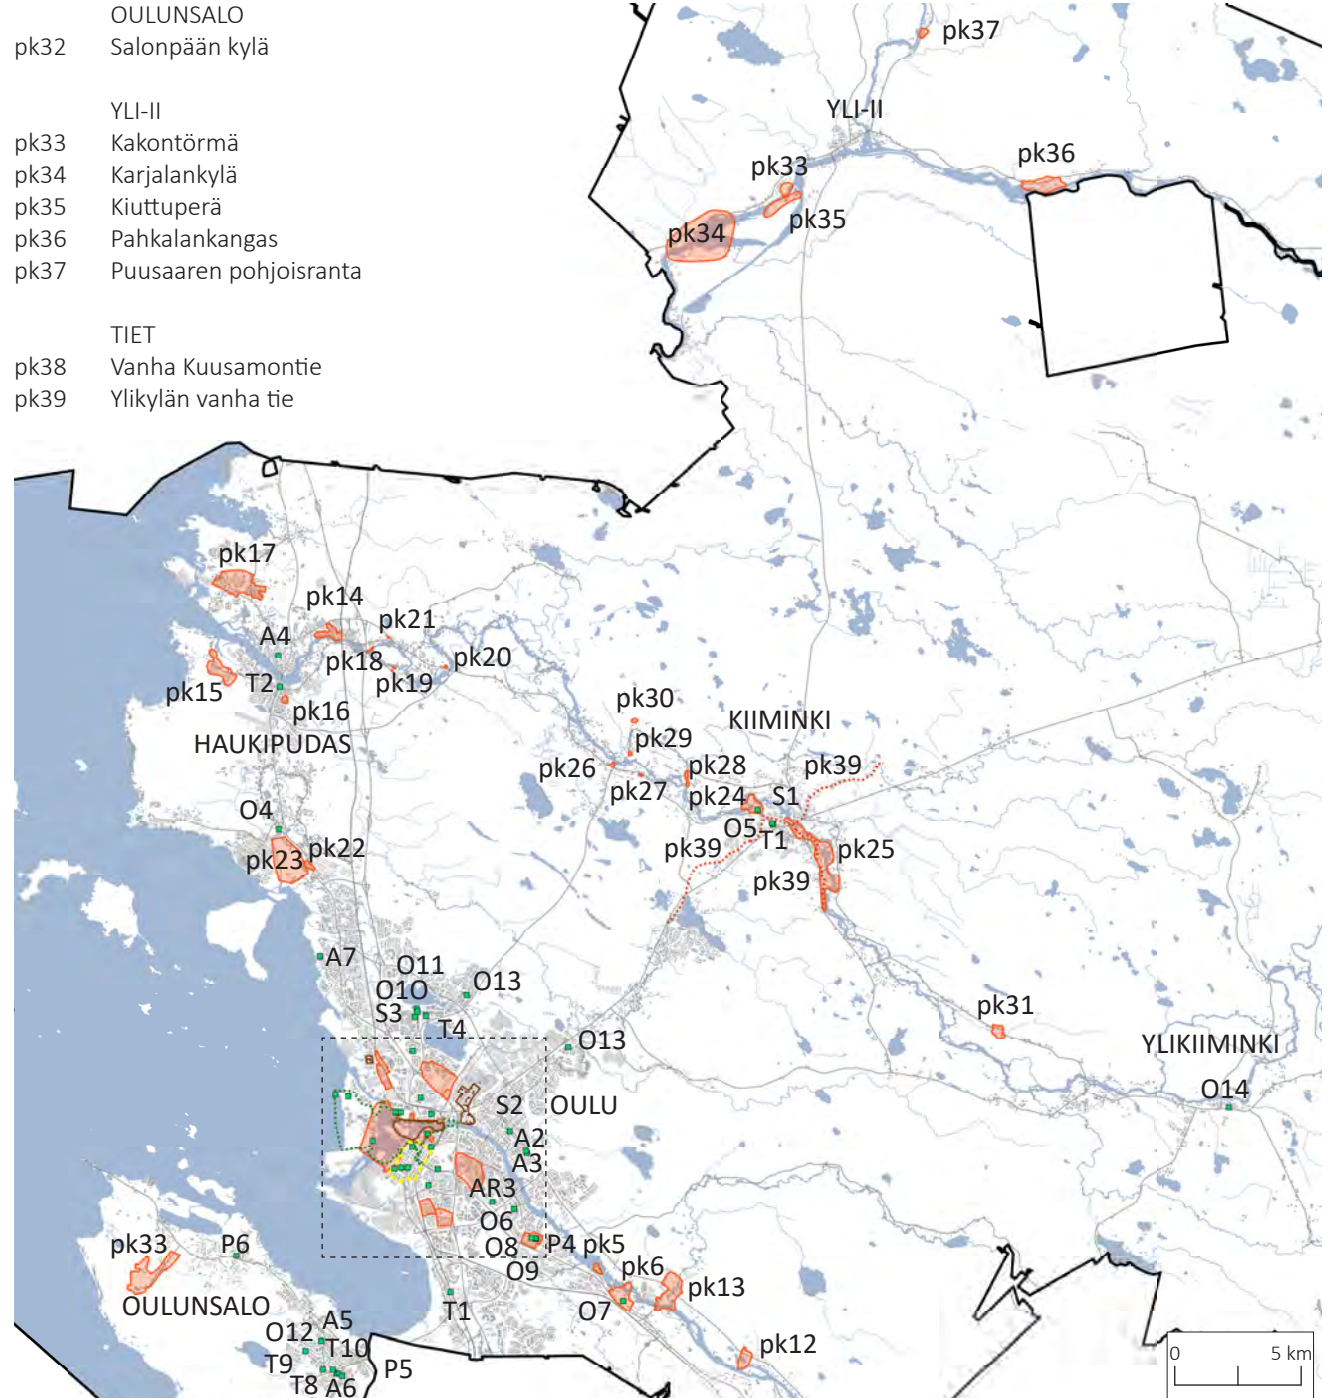 OULUNSALO
pk32 Salonpään kylä
YLI-II
pk33 Kakontörmä
pk34 Karjalankylä
pk35 Kiuttuperä
pk36 Pahkalankangas
pk37 Puusaaren pohjoisranta
TIET
pk38 Vanha Kuusamontie
pk39 Ylikylän vanha tie
pk37
YLI-II
pk36
pk33
pk35
pk34
pk17
pk14
pk21
A4
pk18
pk20
pk19
pk15
T2
pk16
HAUKIPUDAS
pk30
KIIMINKI
pk29
pk26
pk28
pk39
pk27
pk24
S1
O4
O5
T1
pk39
pk25
pk22
pk23
pk39
A7
O11
O13
O10
S3
T4
pk31
O13
YLIKIIMINKI
O14
S2
OULU
A2
A3
AR3
O6
P4
O8
pk5
O9
pk6
pk13
pk33
P6
OULUNSALO
T1
O7
A5
O12
T10
pk12
T9
P5
T8
A6
0 5 km